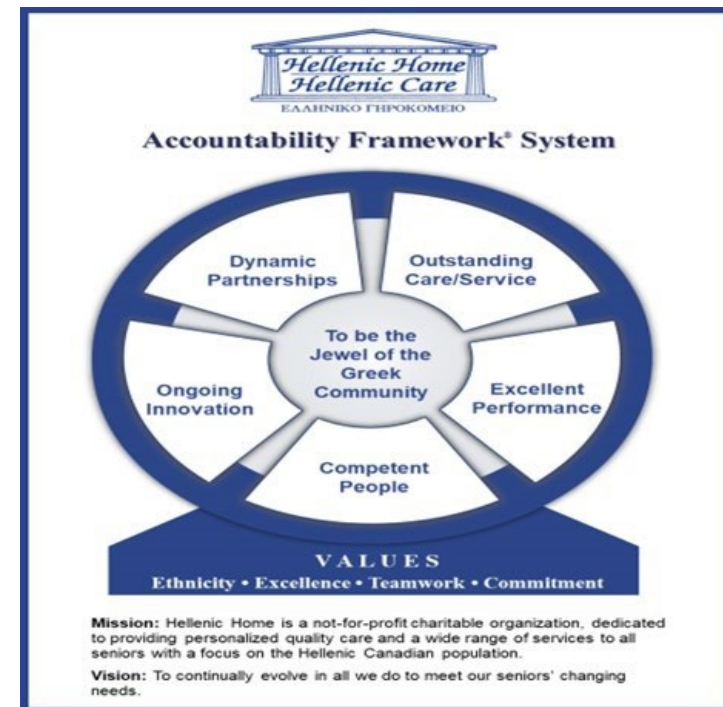 Hellenic Home
Hellenic Care
ΕΛΛΗΝΙΚΟ ΓΗΡΟΚΟΜΕΙΟ
Accountability Framework® System
Dynamic
Partnerships
Outstanding
Care/Service
To be the
Jewel of the
Greek
Community
Ongoing
Innovation
Excellent
Performance
Competent
People
VALUES
Ethnicity • Excellence • Teamwork • Commitment
Mission: Hellenic Home is a not-for-profit charitable organization, dedicated
to providing personalized quality care and a wide range of services to all
seniors with a focus on the Hellenic Canadian population.
Vision: To continually evolve in all we do to meet our seniors' changing
needs.